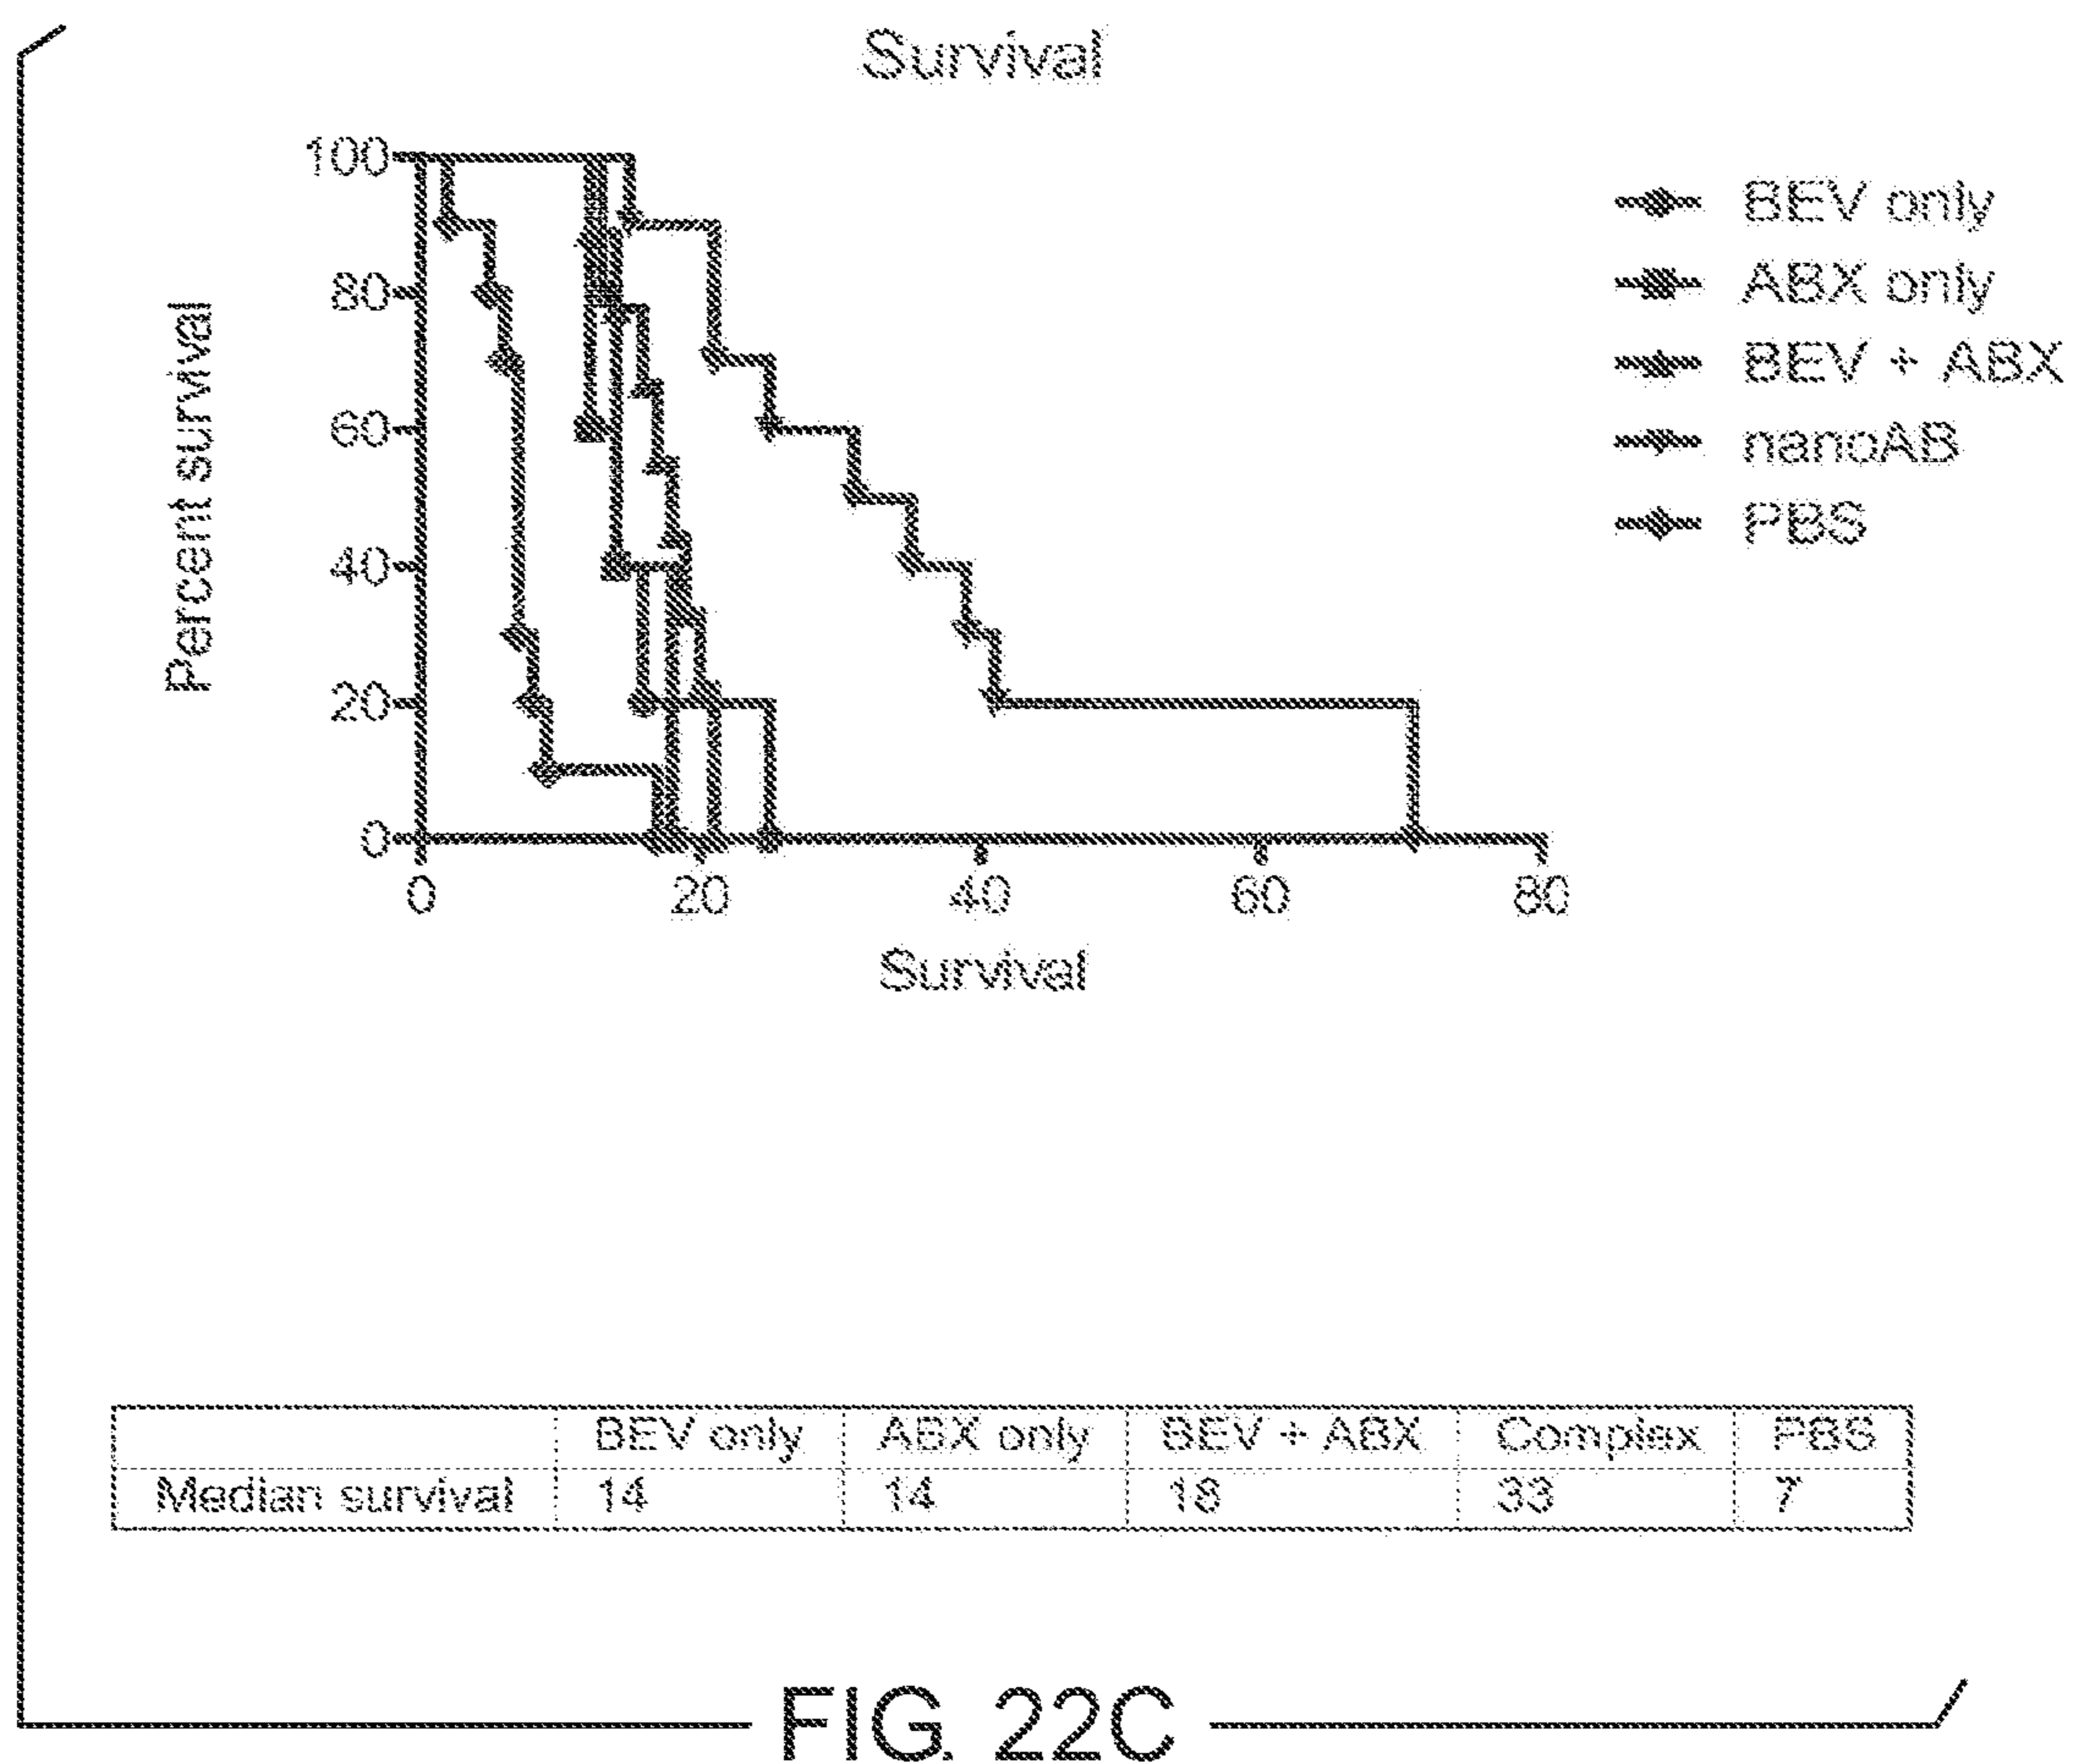 Survival
Percent survival
100
80
60
40
20
0
0 20 40 60 80
Survival
BEV only
ABX only
BEV + ABX
nanoAB
PBS
BEV only ABX only BEV + ABX Complex PBS
Median survival 14 14 18 33 7
FIG. 22C